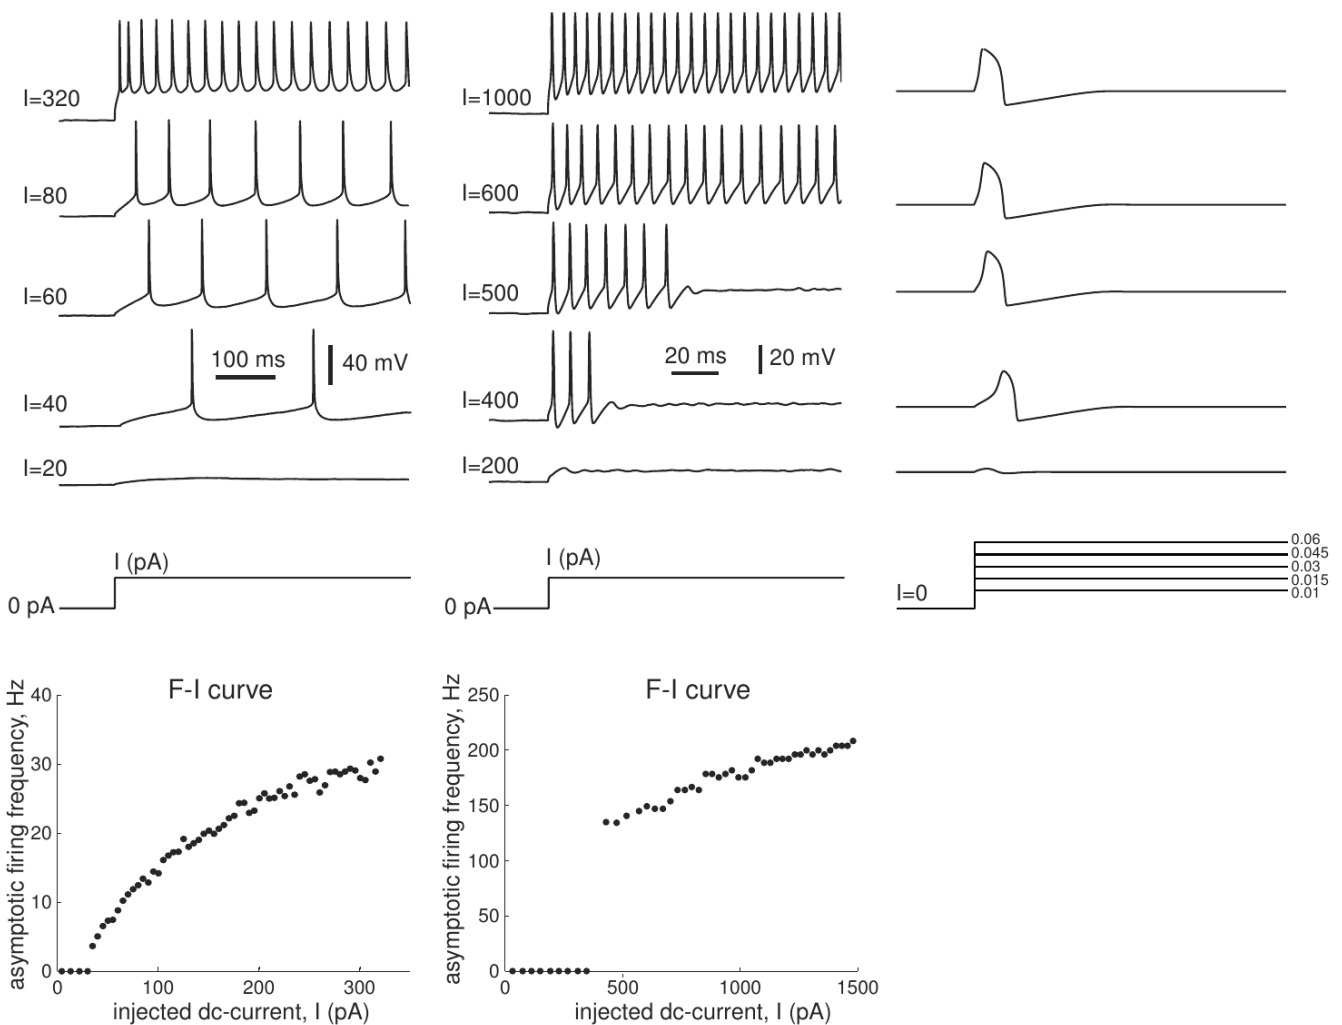 I=320
I=80
I=60
100 ms
40 mV
I=40
I=20
I (pA)
0 pA
I=1000
I=600
I=500
20 ms
20 mV
I=400
I=200
I (pA)
0 pA
0.06
0.045
0.03
0.015
0.01
I=0
F-I curve
asymptotic firing frequency, Hz
40
30
20
10
0
0 100 200 300
injected dc-current, I (pA)
F-I curve
asymptotic firing frequency, Hz
250
200
150
100
50
0
0 500 1000 1500
injected dc-current, I (pA)